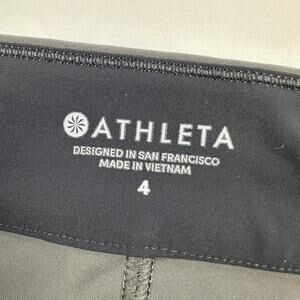 ATHLETA
DESIGNED IN SAN FRANCISCO
MADE IN VIETNAM
4